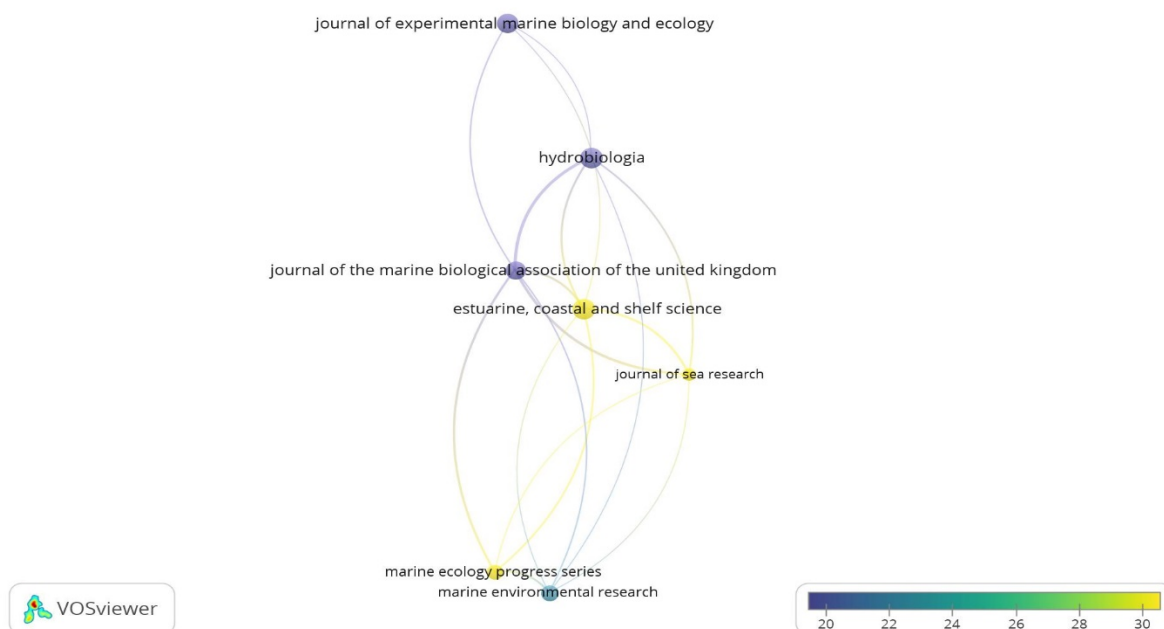 journal of experimental marine biology and ecology
hydrobiologia
journal of the marine biological association of the united kingdom
estuarine, coastal and shelf science
journal of sea research
marine ecology progress series
marine environmental research
VOSviewer
20 22 24 26 28 30